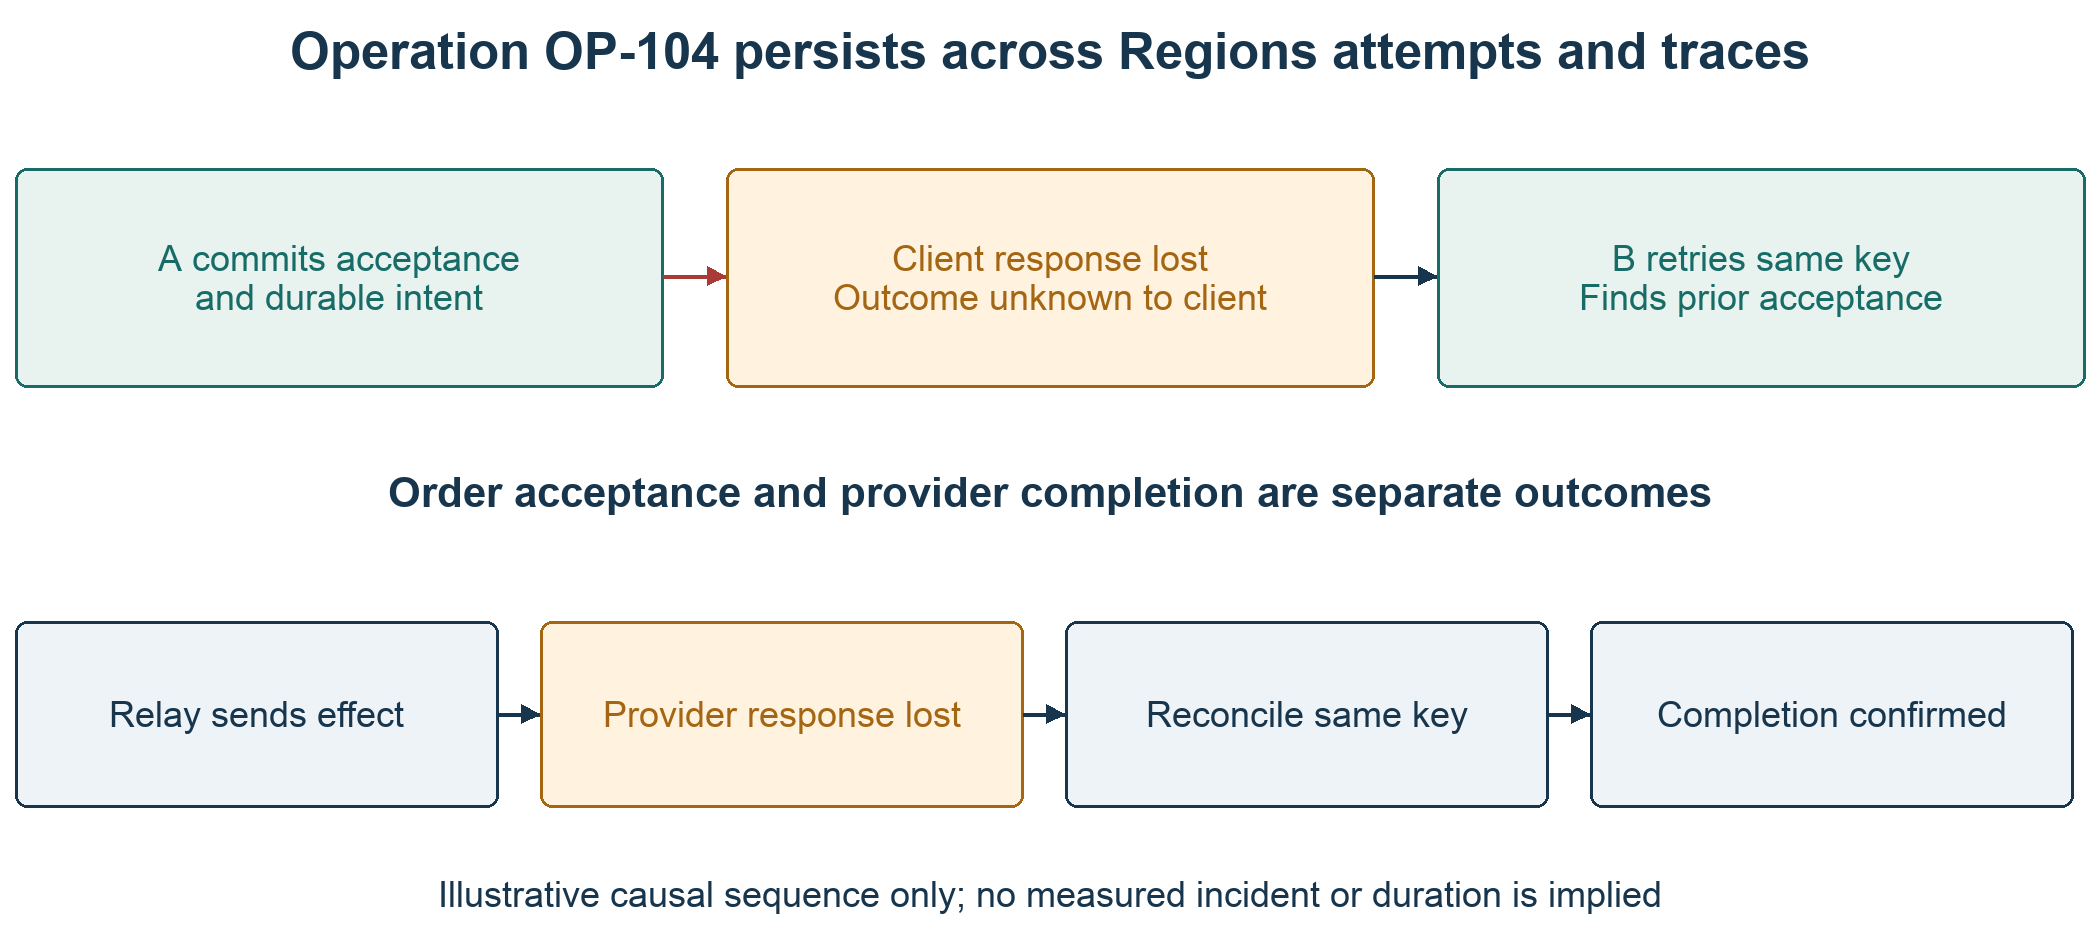 Operation OP-104 persists across Regions attempts and traces
A commits acceptance
and durable intent
Client response lost
Outcome unknown to client
B retries same key
Finds prior acceptance
Order acceptance and provider completion are separate outcomes
Relay sends effect
Provider response lost
Reconcile same key
Completion confirmed
Illustrative causal sequence only; no measured incident or duration is implied